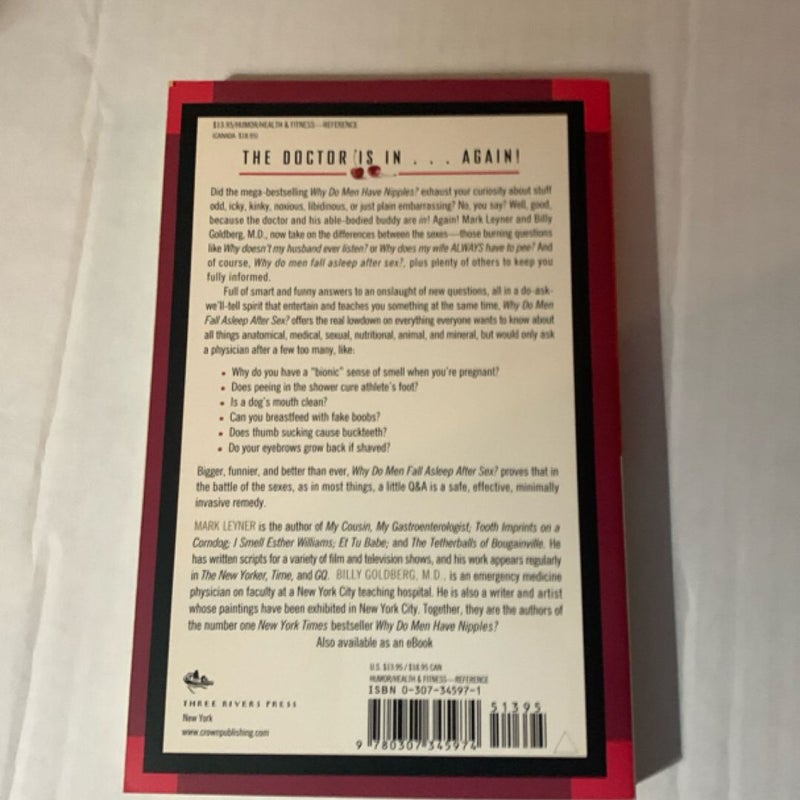 $13.95/HUMOR/HEALTH & FITNESS—REFERENCE
(CANADA $18.95)
THE DOCTOR IS IN . . . AGAIN!
Did the mega-bestselling Why Do Men Have Nipples? exhaust your curiosity about stuff
odd, icky, kinky, noxious, libidinous, or just plain embarrassing? No, you say? Well, good,
because the doctor and his able-bodied buddy are in! Again! Mark Leyner and Billy
Goldberg, M.D., now take on the differences between the sexes—those burning questions
like Why doesn't my husband ever listen? or Why does my wife ALWAYS have to pee? And
of course, Why do men fall asleep after sex?, plus plenty of others to keep you
fully informed.
Full of smart and funny answers to an onslaught of new questions, all in a do-ask-
we'll-tell spirit that entertain and teaches you something at the same time, Why Do Men
Fall Asleep After Sex? offers the real lowdown on everything everyone wants to know about
all things anatomical, medical, sexual, nutritional, animal, and mineral, but would only ask
a physician after a few too many, like:
• Why do you have a "bionic" sense of smell when you're pregnant?
• Does peeing in the shower cure athlete's foot?
• Is a dog's mouth clean?
• Can you breastfeed with fake boobs?
• Does thumb sucking cause buckteeth?
• Do your eyebrows grow back if shaved?
Bigger, funnier, and better than ever, Why Do Men Fall Asleep After Sex? proves that in
the battle of the sexes, as in most things, a little Q&A is a safe, effective, minimally
invasive remedy.
MARK LEYNER is the author of My Cousin, My Gastroenterologist; Tooth Imprints on a
Corndog; I Smell Esther Williams; Et Tu Babe; and The Tetherballs of Bougainville. He
has written scripts for a variety of film and television shows, and his work appears regularly
in The New Yorker, Time, and GQ. BILLY GOLDBERG, M.D., is an emergency medicine
physician on faculty at a New York City teaching hospital. He is also a writer and artist
whose paintings have been exhibited in New York City. Together, they are the authors of
the number one New York Times bestseller Why Do Men Have Nipples?
Also available as an eBook
THREE RIVERS PRESS
New York
www.crownpublishing.com
U.S. $13.95 / $18.95 CAN
HUMOR/HEALTH & FITNESS—REFERENCE
ISBN 0-307-34597-1
51395
9 780307 345974